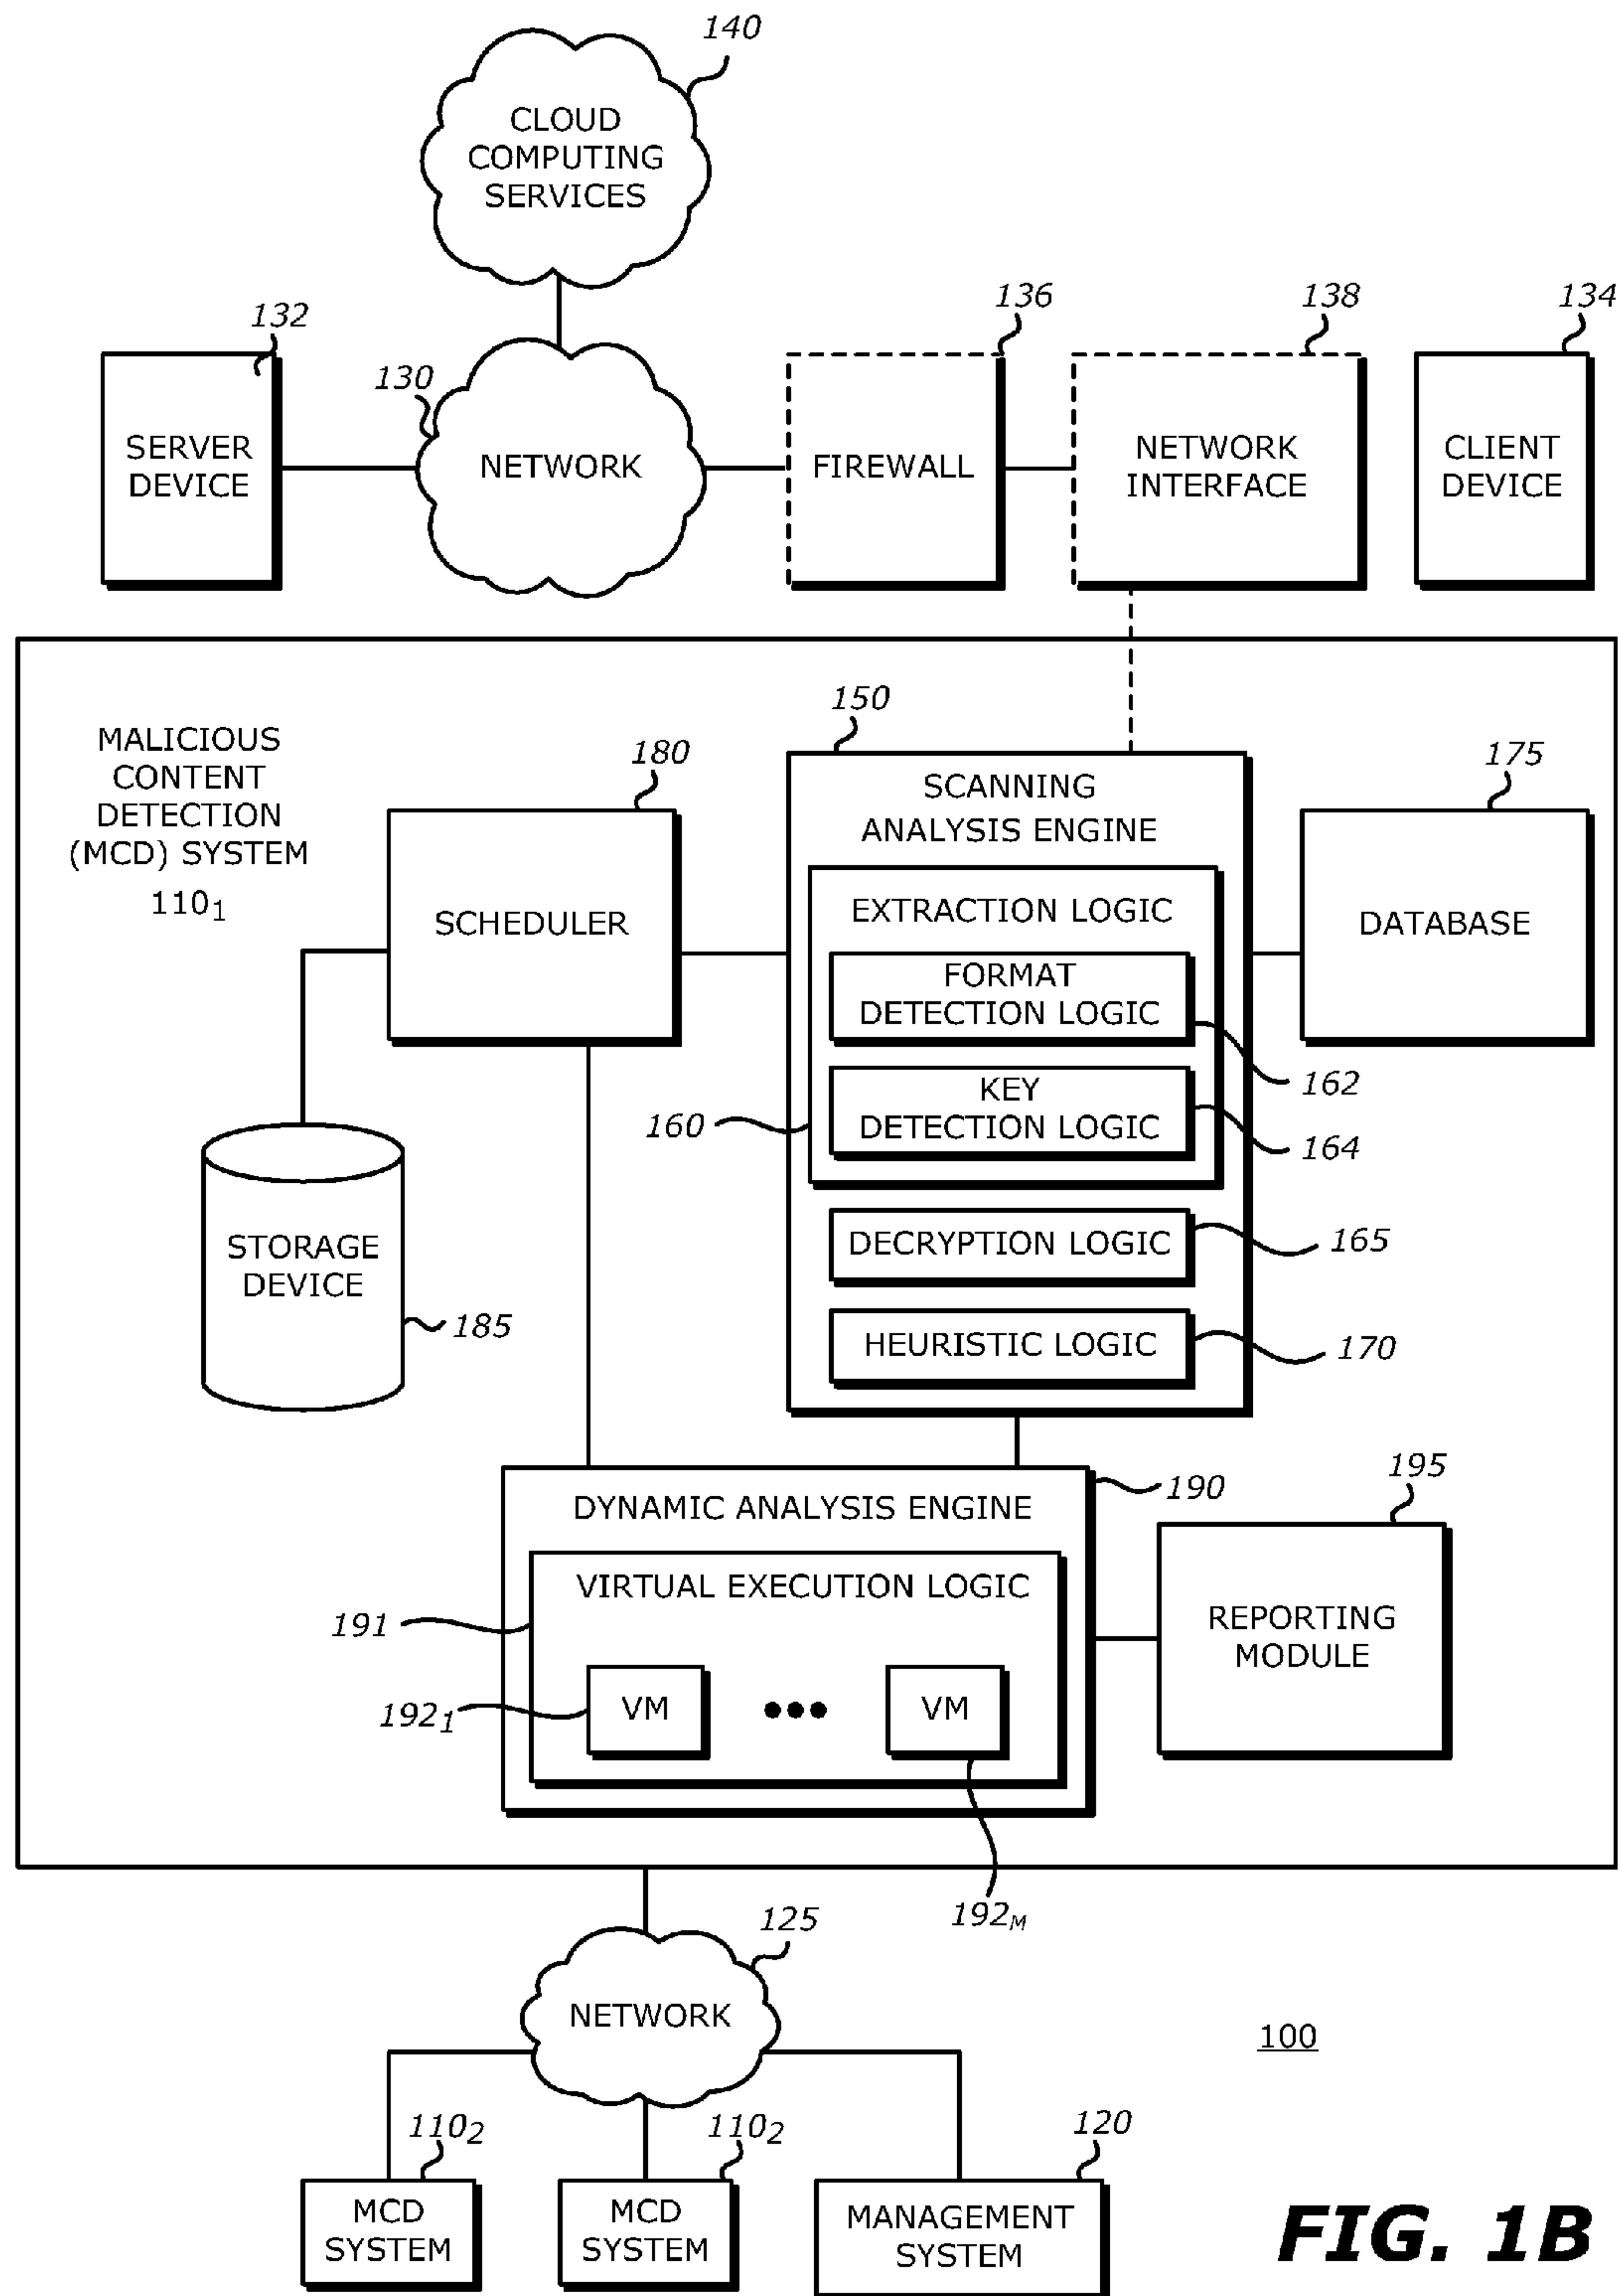 140
CLOUD
COMPUTING
SERVICES
132
130
136
138
134
SERVER
DEVICE
NETWORK
FIREWALL
NETWORK
INTERFACE
CLIENT
DEVICE
MALICIOUS
CONTENT
DETECTION
(MCD) SYSTEM
110₁
150
180
175
SCANNING
ANALYSIS ENGINE
SCHEDULER
EXTRACTION LOGIC
DATABASE
FORMAT
DETECTION LOGIC
162
KEY
DETECTION LOGIC
160
164
STORAGE
DEVICE
185
DECRYPTION LOGIC
165
HEURISTIC LOGIC
170
190
195
DYNAMIC ANALYSIS ENGINE
VIRTUAL EXECUTION LOGIC
191
REPORTING
MODULE
192₁
VM
VM
192M
125
NETWORK
100
110₂
110₂
120
MCD
SYSTEM
MCD
SYSTEM
MANAGEMENT
SYSTEM
FIG. 1B